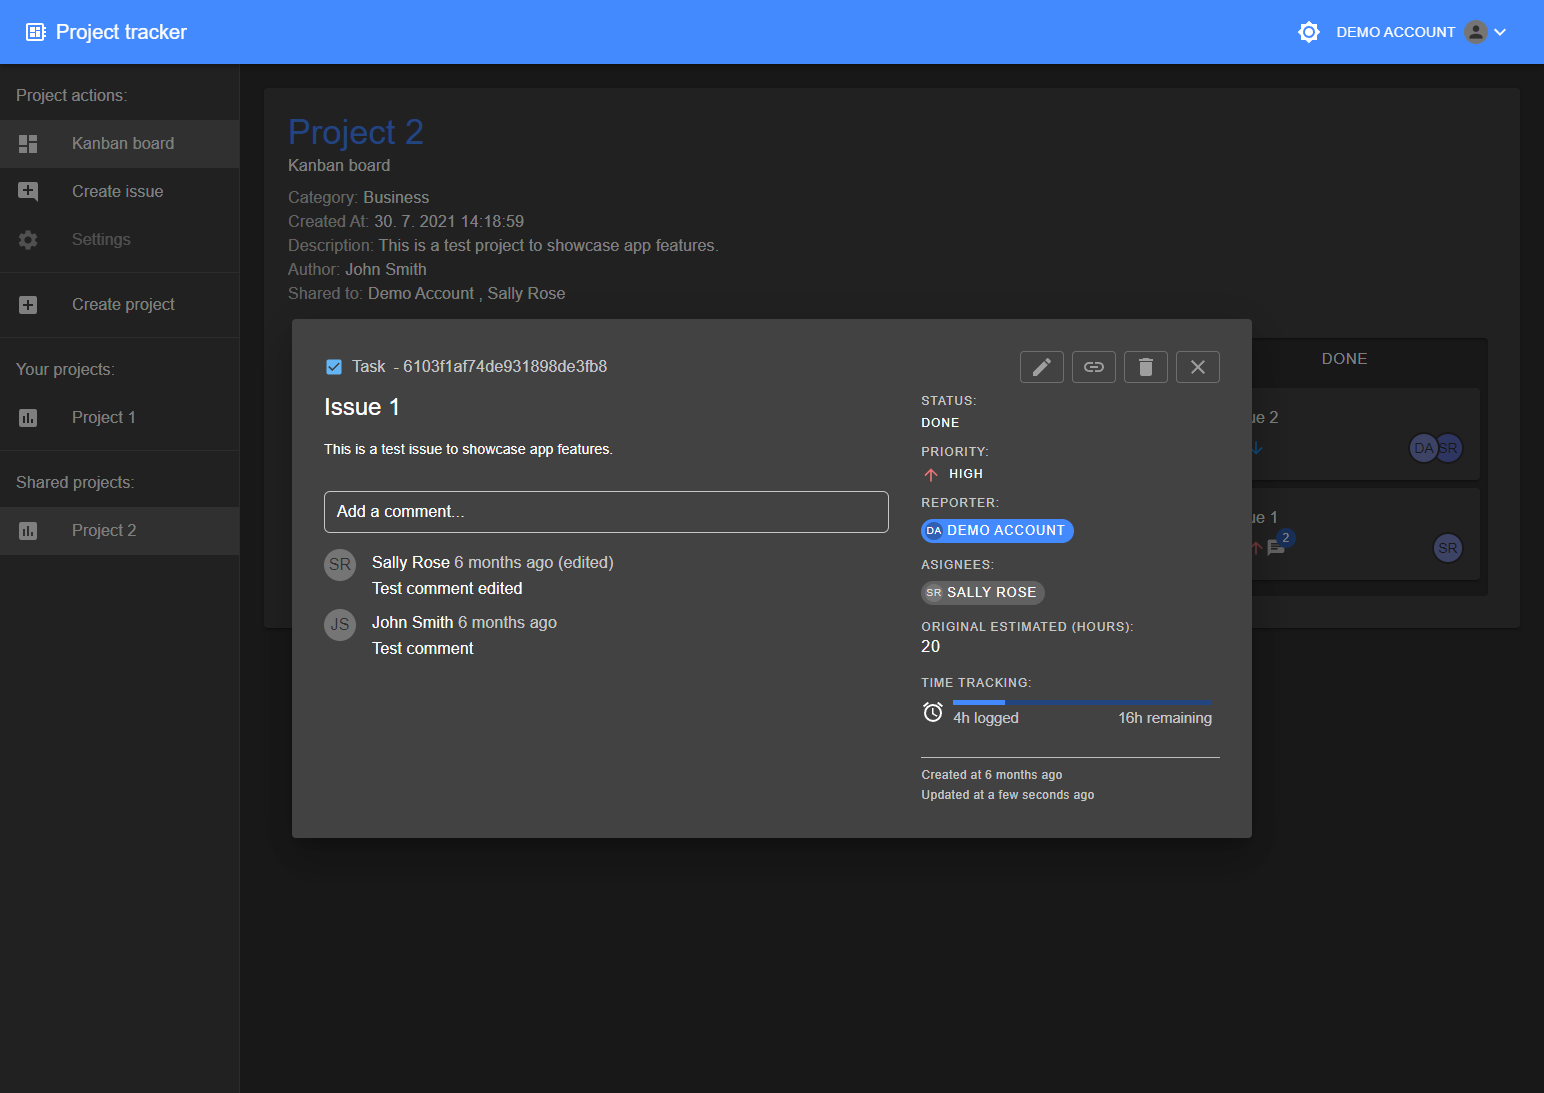 Project tracker
DEMO ACCOUNT
Project actions:
Kanban board
Create issue
Settings
Create project
Your projects:
Project 1
Shared projects:
Project 2
Project 2
Kanban board
Category: Business
Created At: 30. 7. 2021 14:18:59
Description: This is a test project to showcase app features.
Author: John Smith
Shared to: Demo Account , Sally Rose
DONE
ue 2
DA SR
ue 1
2
SR
Task - 6103f1af74de931898de3fb8
Issue 1
This is a test issue to showcase app features.
Add a comment...
SR
Sally Rose 6 months ago (edited)
Test comment edited
JS
John Smith 6 months ago
Test comment
STATUS:
DONE
PRIORITY:
HIGH
REPORTER:
DA DEMO ACCOUNT
ASIGNEES:
SR SALLY ROSE
ORIGINAL ESTIMATED (HOURS):
20
TIME TRACKING:
4h logged 16h remaining
Created at 6 months ago
Updated at a few seconds ago